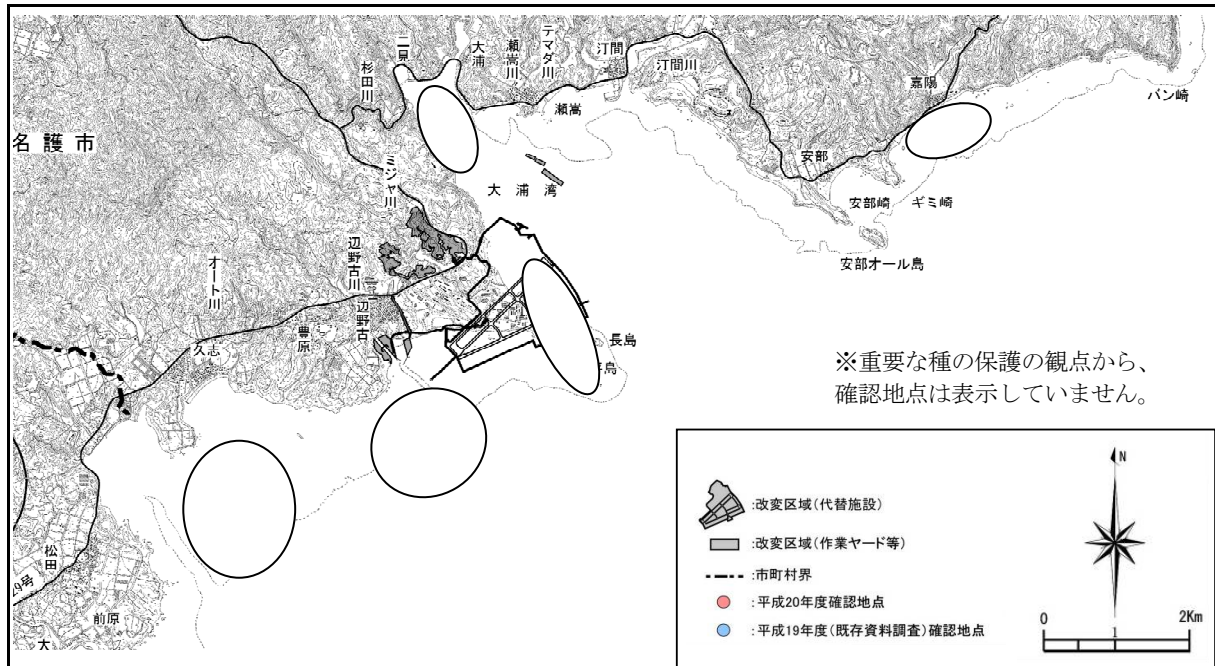 二見
大浦
瀬嵩川
テマダ川
汀間
汀間川
杉田川
嘉陽
バン崎
瀬嵩
名護市
安部
ミジャ川
大浦湾
安部崎
ギミ崎
安部オール島
辺野古川
オート川
辺野古
豊原
久志
長島
島
※重要な種の保護の観点から、
確認地点は表示していません。
N
:改変区域(代替施設)
:改変区域(作業ヤード等)
:市町村界
:平成20年度確認地点
:平成19年度(既存資料調査)確認地点
0
1
2Km
松田
29号
前原
大